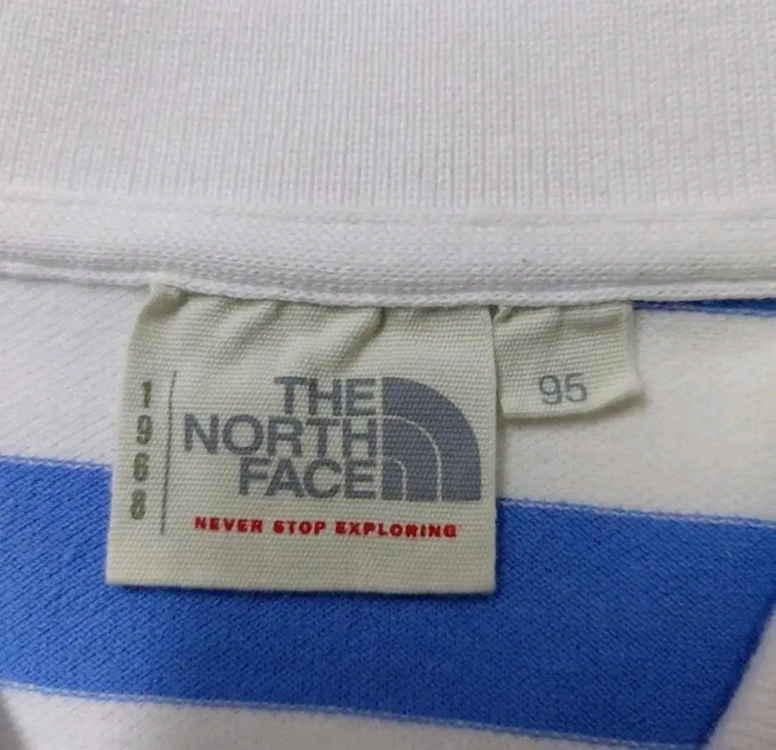 THE
NORTH
FACE
NEVER STOP EXPLORING
1966
95